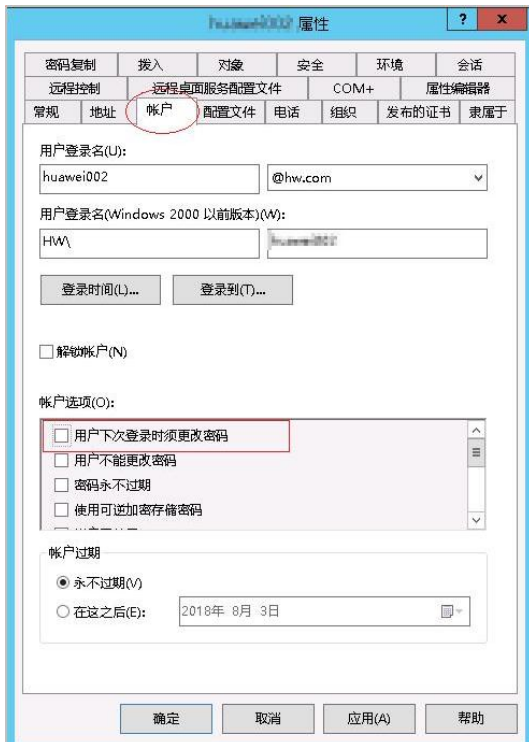 属性
?
x
密码复制 拨入 对象 安全 环境 会话
远程控制 远程桌面服务配置文件 COM+ 属性编辑器
常规 地址 帐户 配置文件 电话 组织 发布的证书 隶属于
用户登录名(U):
huawei002 @hw.com
用户登录名(Windows 2000 以前版本)(W):
HW\
登录时间(L)... 登录到(T)...
解锁帐户(N)
帐户选项(O):
用户下次登录时须更改密码
用户不能更改密码
密码永不过期
使用可逆加密存储密码
帐户过期
永不过期(V)
在这之后(E): 2018年 8月 3日
确定 取消 应用(A) 帮助